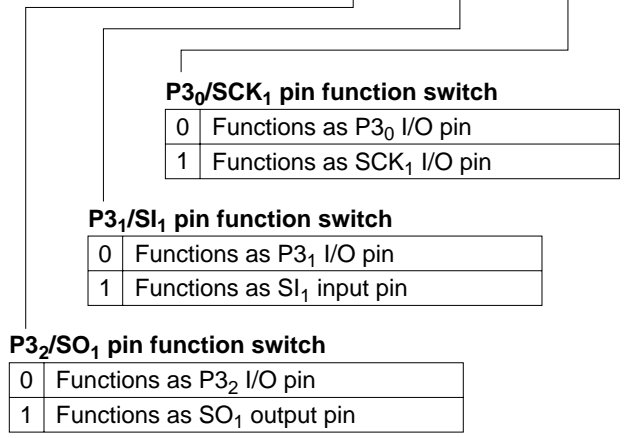 P3₀/SCK₁ pin function switch
0 Functions as P3₀ I/O pin
1 Functions as SCK₁ I/O pin
P3₁/SI₁ pin function switch
0 Functions as P3₁ I/O pin
1 Functions as SI₁ input pin
P3₂/SO₁ pin function switch
0 Functions as P3₂ I/O pin
1 Functions as SO₁ output pin